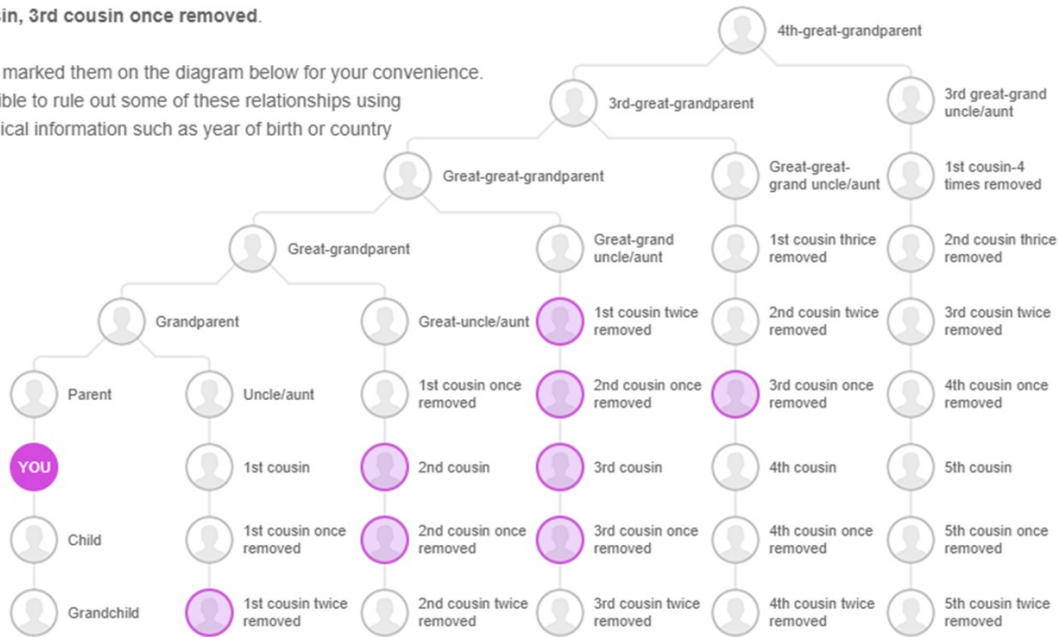 sin, 3rd cousin once removed.
marked them on the diagram below for your convenience.
ible to rule out some of these relationships using
ical information such as year of birth or country
4th-great-grandparent
3rd-great-grandparent
3rd great-grand
uncle/aunt
Great-great-grandparent
Great-great-
grand uncle/aunt
1st cousin-4
times removed
Great-grandparent
Great-grand
uncle/aunt
1st cousin thrice
removed
2nd cousin thrice
removed
Grandparent
Great-uncle/aunt
1st cousin twice
removed
2nd cousin twice
removed
3rd cousin twice
removed
Parent
Uncle/aunt
1st cousin once
removed
2nd cousin once
removed
3rd cousin once
removed
4th cousin once
removed
YOU
1st cousin
2nd cousin
3rd cousin
4th cousin
5th cousin
Child
1st cousin once
removed
2nd cousin once
removed
3rd cousin once
removed
4th cousin once
removed
5th cousin once
removed
Grandchild
1st cousin twice
removed
2nd cousin twice
removed
3rd cousin twice
removed
4th cousin twice
removed
5th cousin twice
removed